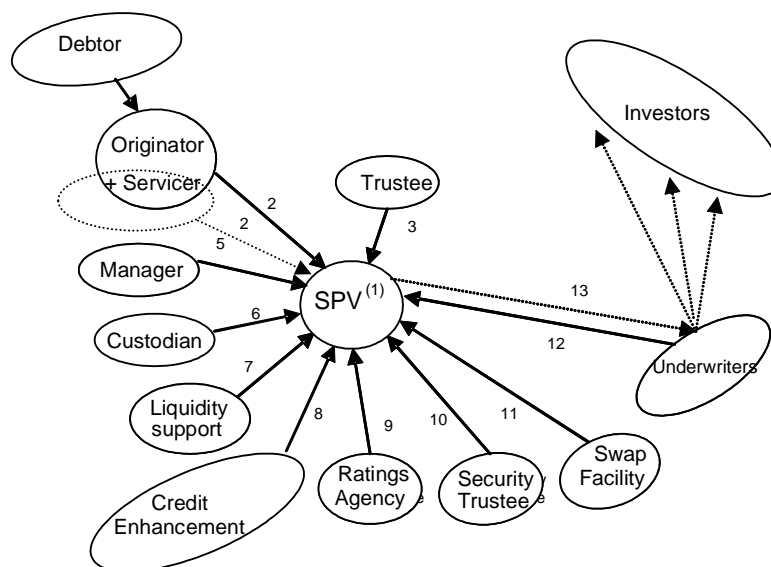 Debtor
Investors
Originator
+ Servicer
2
Trustee
2
3
5
Manager
SPV(1)
13
Custodian
6
12
Underwriters
7
Liquidity
support
8
9
10
11
Swap
Facility
Ratings
Agency
Security
Trustee
Credit
Enhancement